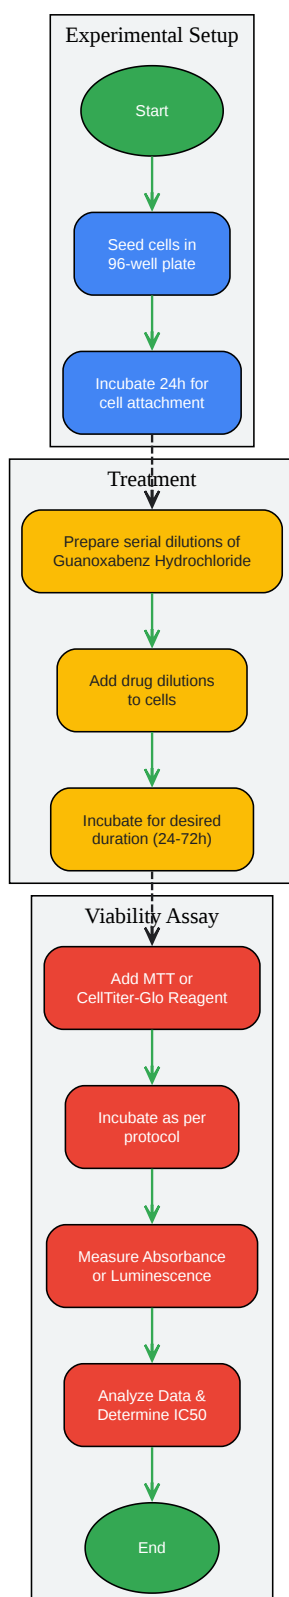 Experimental Setup
Start
Seed cells in
96-well plate
Incubate 24h for
cell attachment
Treatment
Prepare serial dilutions of
Guanoxabenz Hydrochloride
Add drug dilutions
to cells
Incubate for desired
duration (24-72h)
Viability Assay
Add MTT or
CellTiter-Glo Reagent
Incubate as per
protocol
Measure Absorbance
or Luminescence
Analyze Data &
Determine IC50
End